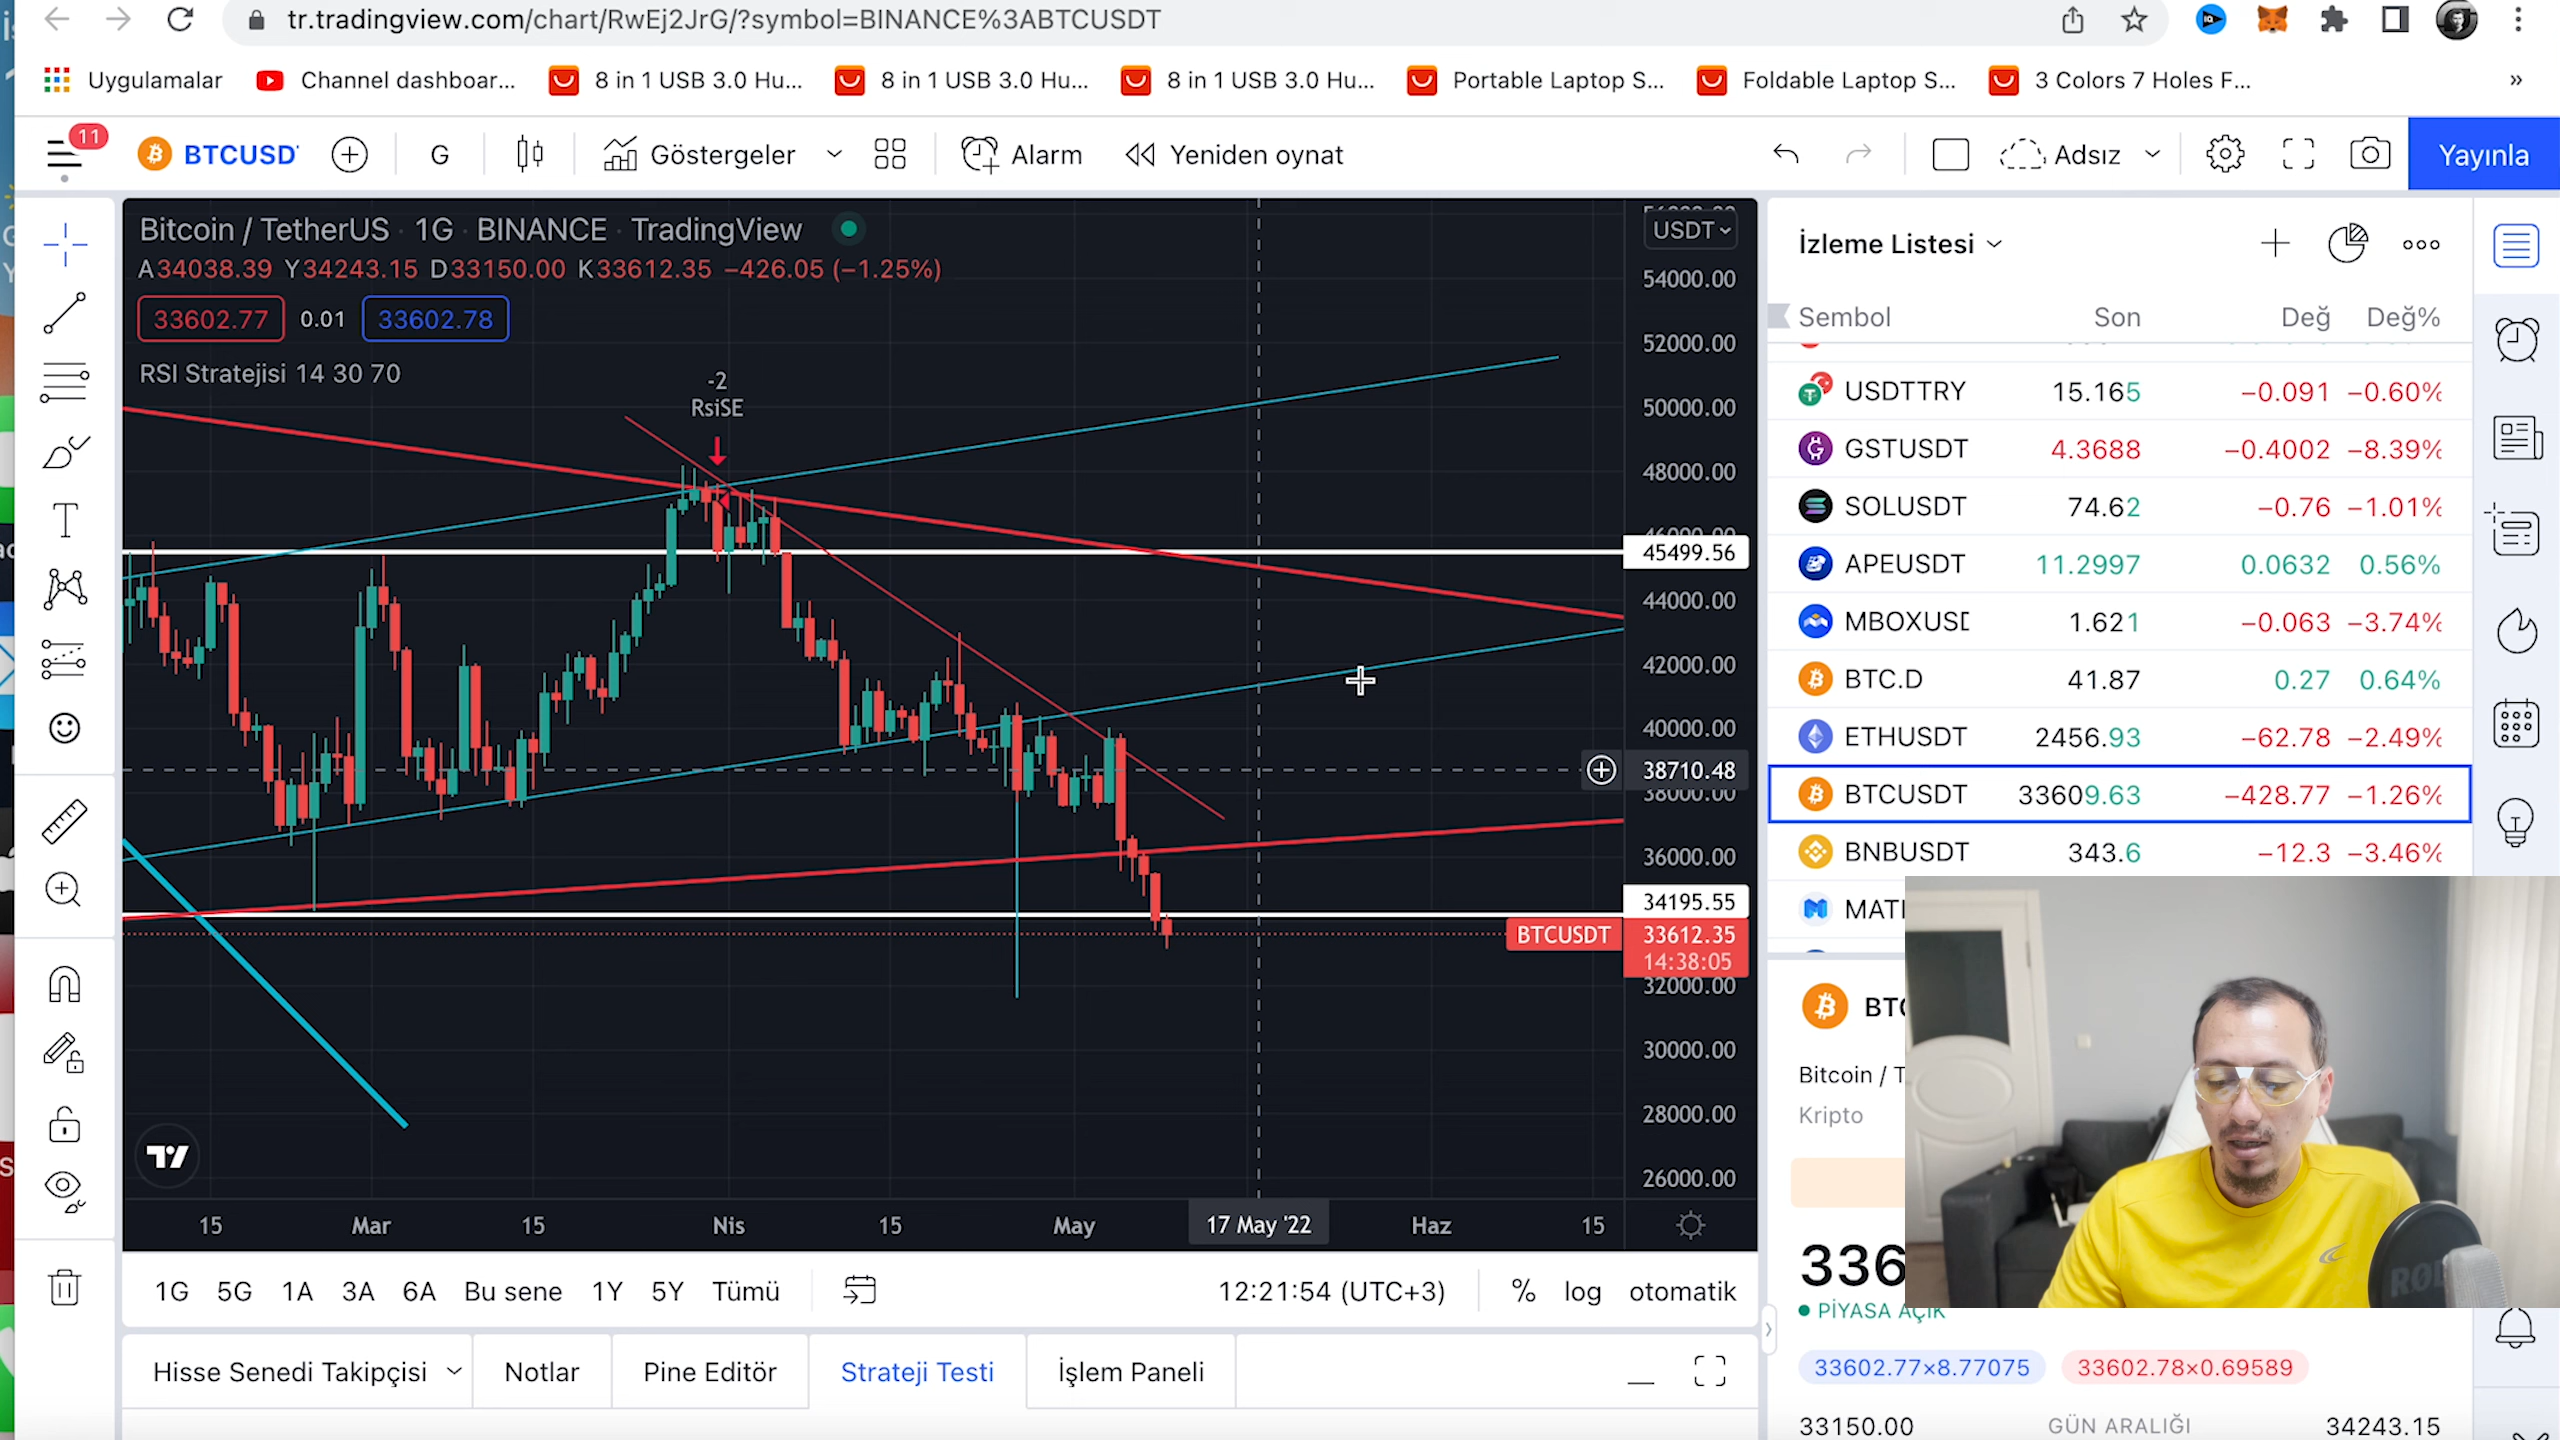 tr.tradingview.com/chart/RwEj2JrG/?symbol=BINANCE%3ABTCUSDT
Uygulamalar
Channel dashboar...
8 in 1 USB 3.0 Hu...
8 in 1 USB 3.0 Hu...
8 in 1 USB 3.0 Hu...
Portable Laptop S...
Foldable Laptop S...
3 Colors 7 Holes F...
»
11
BTCUSD
G
Göstergeler
Alarm
Yeniden oynat
Adsız
Yayınla
Bitcoin / TetherUS · 1G · BINANCE · TradingView
A34038.39 Y34243.15 D33150.00 K33612.35 −426.05 (−1.25%)
33602.77 0.01 33602.78
RSI Stratejisi 14 30 70
-2
RsiSE
USDT
54000.00
52000.00
50000.00
48000.00
45499.56
44000.00
42000.00
40000.00
38710.48
38000.00
36000.00
34195.55
BTCUSDT 33612.35
14:38:05
32000.00
30000.00
28000.00
26000.00
15 Mar 15 Nis 15 May 17 May '22 Haz 15
1G 5G 1A 3A 6A Bu sene 1Y 5Y Tümü
12:21:54 (UTC+3) % log otomatik
Hisse Senedi Takipçisi Notlar Pine Editör Strateji Testi İşlem Paneli
İzleme Listesi
Sembol Son Değ Değ%
USDTTRY 15.165 −0.091 −0.60%
GSTUSDT 4.3688 −0.4002 −8.39%
SOLUSDT 74.62 −0.76 −1.01%
APEUSDT 11.2997 0.0632 0.56%
MBOXUSD 1.621 −0.063 −3.74%
BTC.D 41.87 0.27 0.64%
ETHUSDT 2456.93 −62.78 −2.49%
BTCUSDT 33609.63 −428.77 −1.26%
BNBUSDT 343.6 −12.3 −3.46%
MATI
BTC
Bitcoin / T
Kripto
336
PİYASA AÇIK
33602.77×8.77075 33602.78×0.69589
33150.00 GÜN ARALIĞI 34243.15